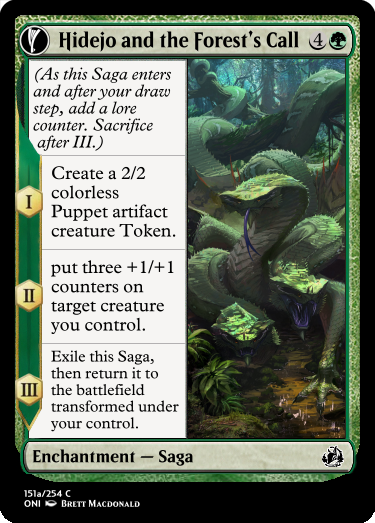 Hidejo and the Forest's Call 4
(As this Saga enters
and after your draw
step, add a lore
counter. Sacrifice
after III.)
I
Create a 2/2
colorless
Puppet artifact
creature Token.
II
put three +1/+1
counters on
target creature
you control.
III
Exile this Saga,
then return it to
the battlefield
transformed under
your control.
Enchantment — Saga
151a/254 C
ONI Brett Macdonald